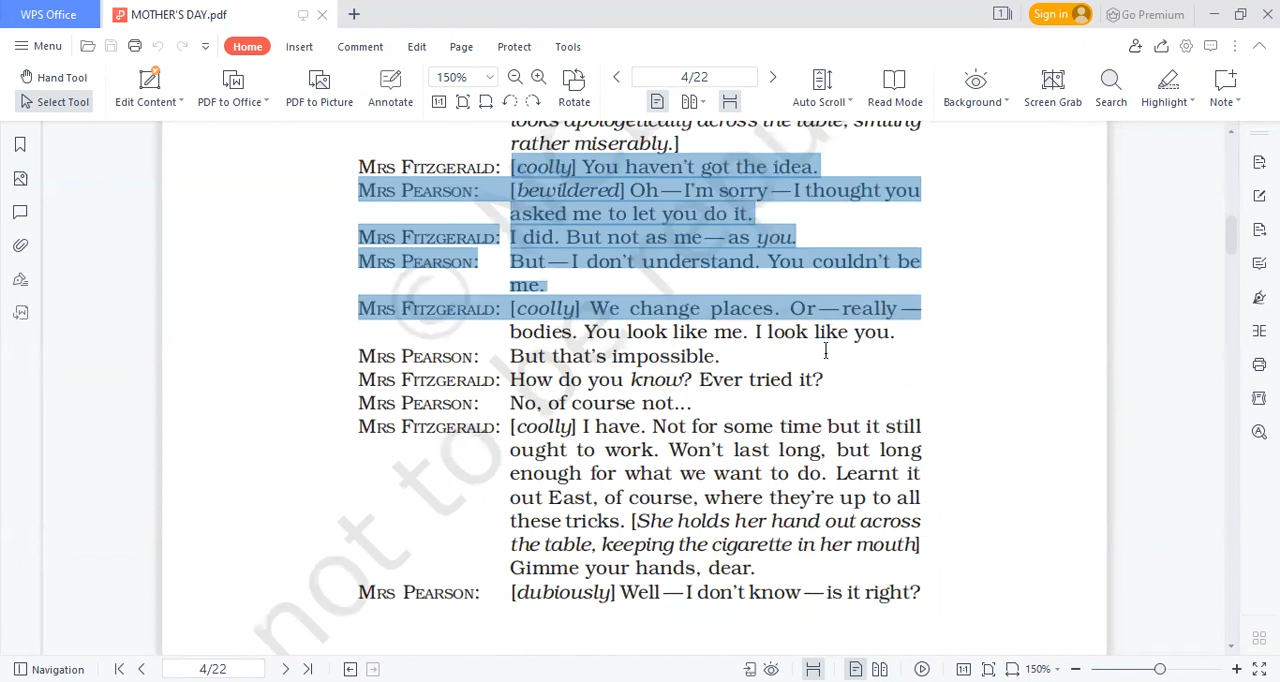 WPS Office
MOTHER'S DAY.pdf
Sign in
Go Premium
Menu
Home
Insert
Comment
Edit
Page
Protect
Tools
Hand Tool
Select Tool
Edit Content
PDF to Office
PDF to Picture
Annotate
150%
4/22
Rotate
Auto Scroll
Read Mode
Background
Screen Grab
Search
Highlight
Note
looks apologetically across the table, smiling
rather miserably.]
MRS FITZGERALD: [coolly] You haven't got the idea.
MRS PEARSON: [bewildered] Oh—I'm sorry—I thought you
asked me to let you do it.
MRS FITZGERALD: I did. But not as me—as you.
MRS PEARSON: But—I don't understand. You couldn't be
me.
MRS FITZGERALD: [coolly] We change places. Or—really—
bodies. You look like me. I look like you.
MRS PEARSON: But that's impossible.
MRS FITZGERALD: How do you know? Ever tried it?
MRS PEARSON: No, of course not...
MRS FITZGERALD: [coolly] I have. Not for some time but it still
ought to work. Won't last long, but long
enough for what we want to do. Learnt it
out East, of course, where they're up to all
these tricks. [She holds her hand out across
the table, keeping the cigarette in her mouth]
Gimme your hands, dear.
MRS PEARSON: [dubiously] Well—I don't know—is it right?
not to be repu
Navigation
4/22
150%